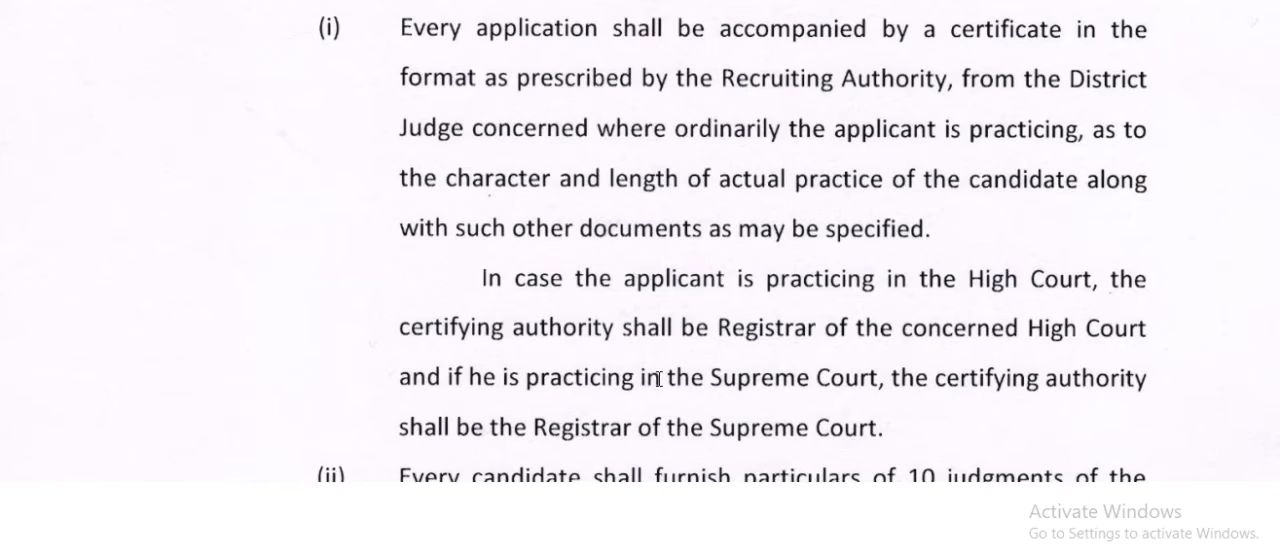 (i) Every application shall be accompanied by a certificate in the
format as prescribed by the Recruiting Authority, from the District
Judge concerned where ordinarily the applicant is practicing, as to
the character and length of actual practice of the candidate along
with such other documents as may be specified.
In case the applicant is practicing in the High Court, the
certifying authority shall be Registrar of the concerned High Court
and if he is practicing in the Supreme Court, the certifying authority
shall be the Registrar of the Supreme Court.
(ii) Every candidate shall furnish particulars of 10 judgments of the
Activate Windows
Go to Settings to activate Windows.